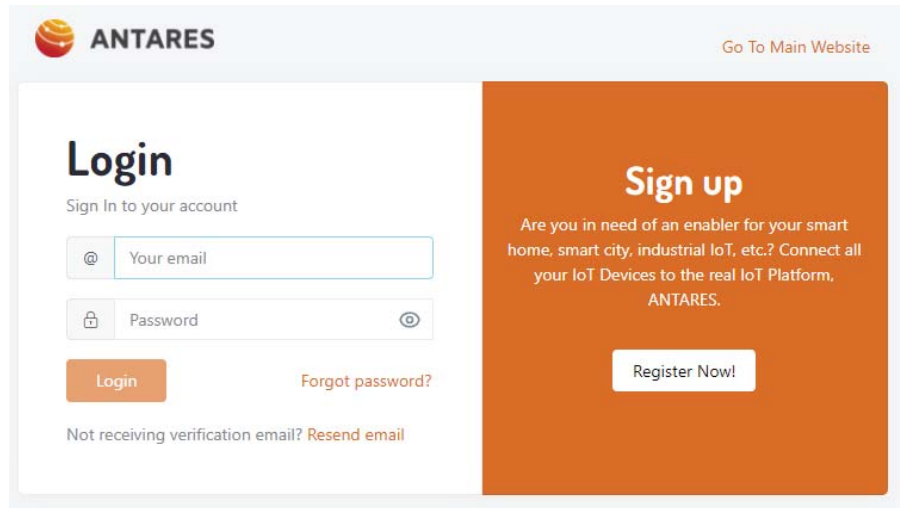 ANTARES
Go To Main Website
Login
Sign In to your account
@ Your email
Password
Login
Forgot password?
Not receiving verification email? Resend email
Sign up
Are you in need of an enabler for your smart
home, smart city, industrial IoT, etc.? Connect all
your IoT Devices to the real IoT Platform,
ANTARES.
Register Now!